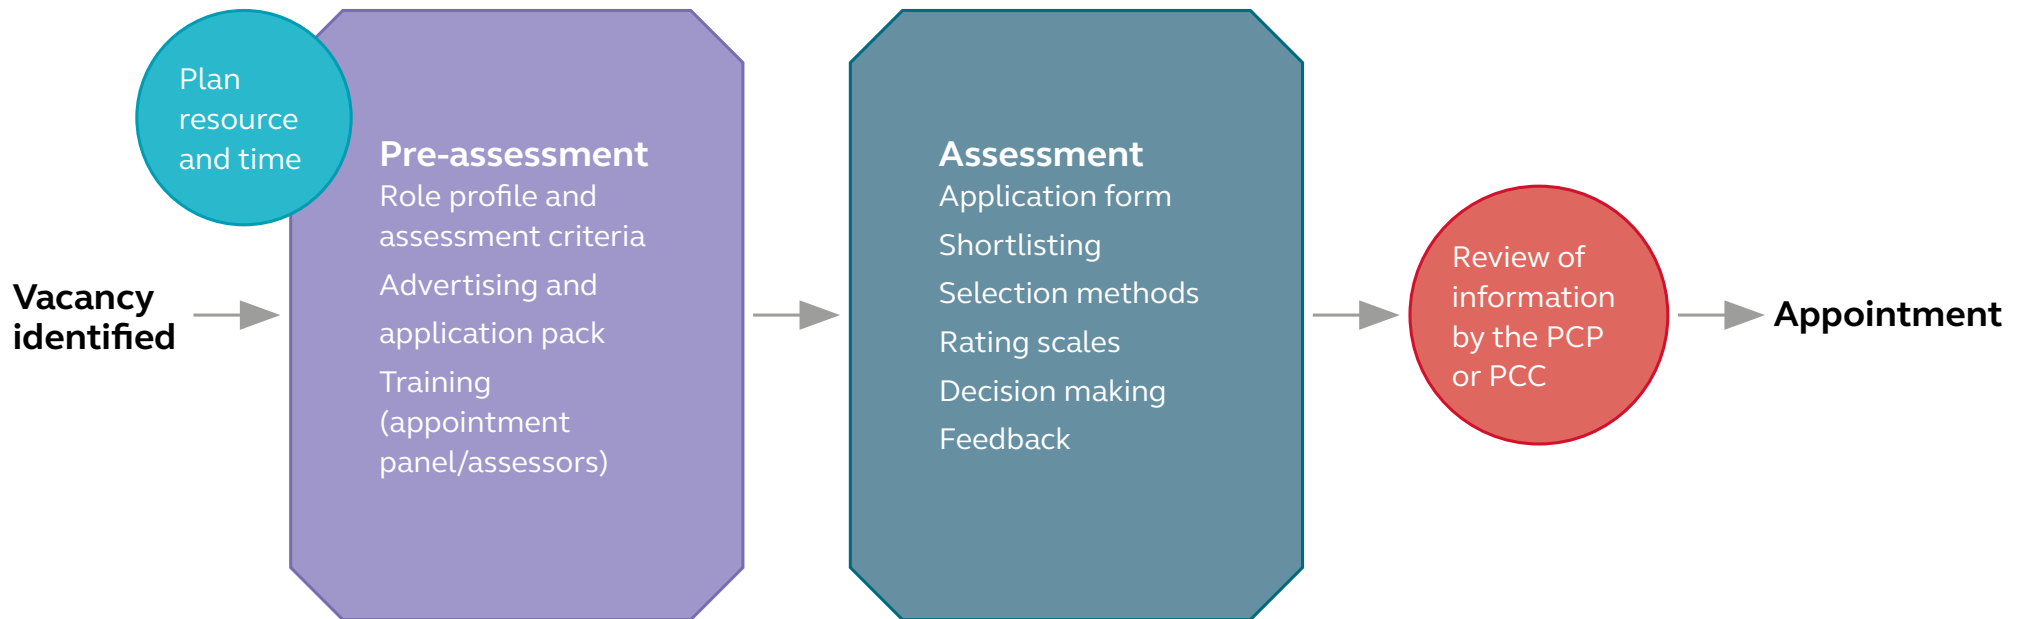 Vacancy
identified
Plan
resource
and time
Pre-assessment
Role profile and
assessment criteria
Advertising and
application pack
Training
(appointment
panel/assessors)
Assessment
Application form
Shortlisting
Selection methods
Rating scales
Decision making
Feedback
Review of
information
by the PCP
or PCC
Appointment